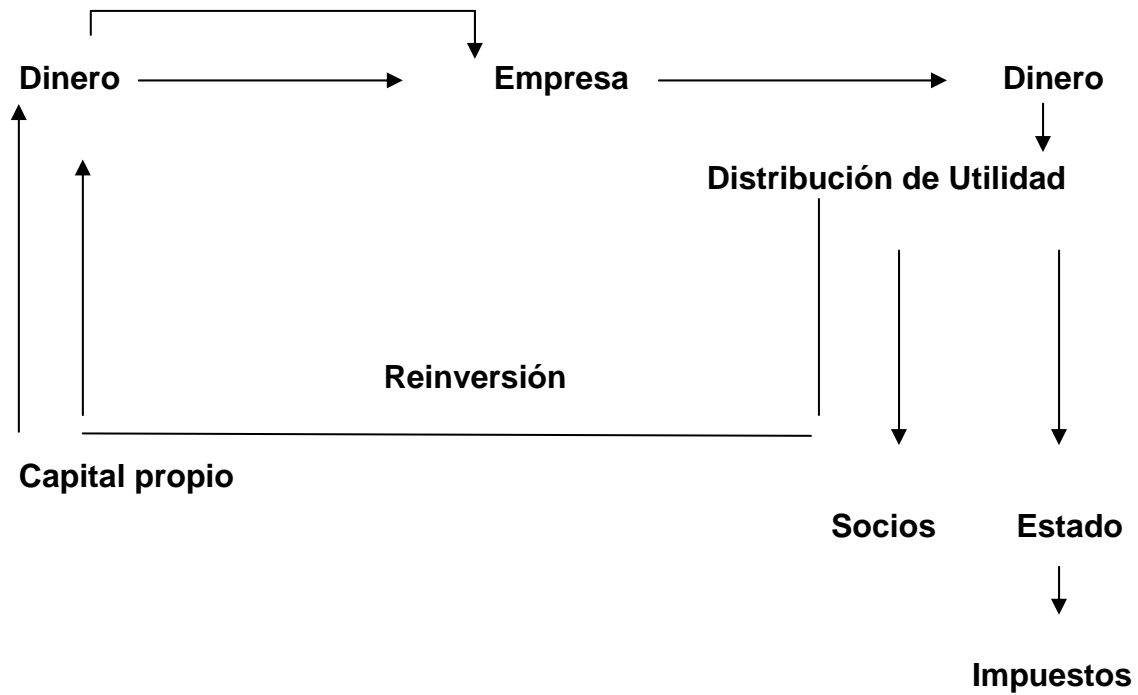 Dinero Empresa Dinero
Distribución de Utilidad
Reinversión
Capital propio
Socios Estado
Impuestos